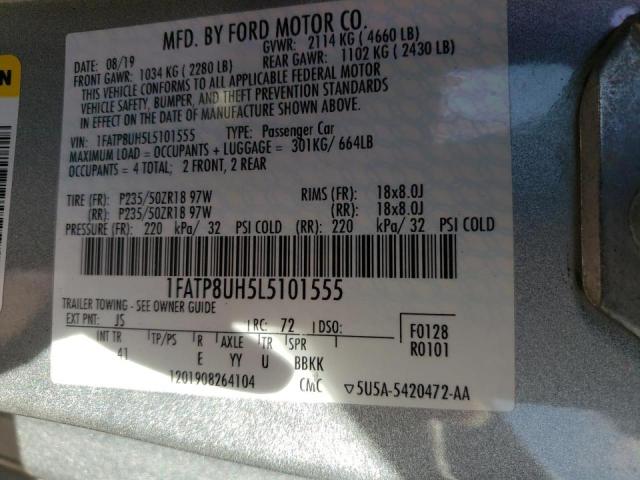 MFD. BY FORD MOTOR CO.
DATE: 08/19 GVWR: 2114 KG ( 4660 LB)
FRONT GAWR: 1034 KG ( 2280 LB) REAR GAWR: 1102 KG ( 2430 LB)
THIS VEHICLE CONFORMS TO ALL APPLICABLE FEDERAL MOTOR
VEHICLE SAFETY, BUMPER, AND THEFT PREVENTION STANDARDS
IN EFFECT ON THE DATE OF MANUFACTURE SHOWN ABOVE.
VIN: 1FATP8UH5L5101555 TYPE: Passenger Car
MAXIMUM LOAD = OCCUPANTS + LUGGAGE = 301KG/ 664LB
OCCUPANTS = 4 TOTAL; 2 FRONT, 2 REAR
TIRE (FR): P235/50ZR18 97W RIMS (FR): 18x8.0J
(RR): P235/50ZR18 97W (RR): 18x8.0J
PRESSURE (FR): 220 kPa/ 32 PSI COLD (RR): 220 kPa/ 32 PSI COLD
1FATP8UH5L5101555
TRAILER TOWING - SEE OWNER GUIDE
EXT PNT: JS RC: 72 DSO: F0128
INT TR TP/PS R AXLE TR SPR R0101
41 E YY U BBKK
1201908264104 CMC 5U5A-5420472-AA